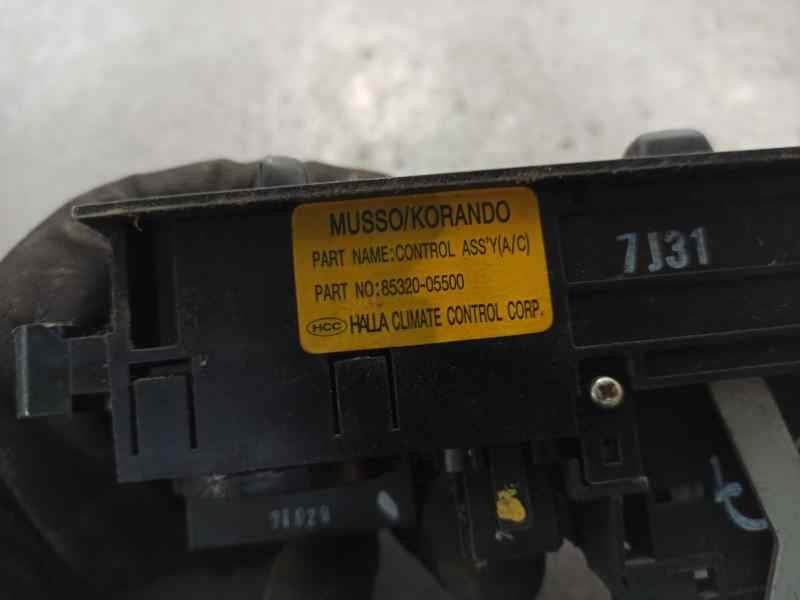 MUSSO/KORANDO
PART NAME:CONTROL ASS'Y(A/C)
PART NO:85320-05500
HCC HALLA CLIMATE CONTROL CORP.
7J31